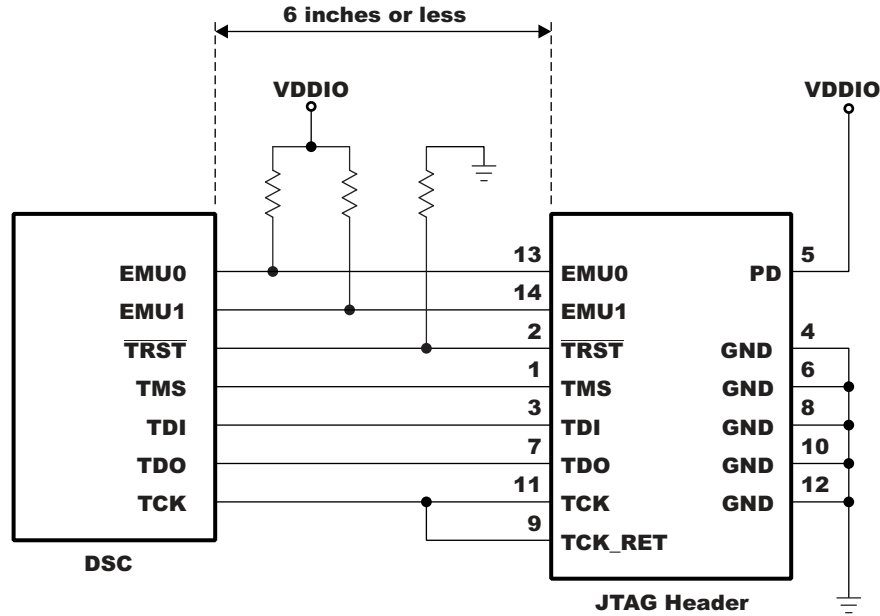 6 inches or less
VDDIO
VDDIO
13
5
EMU0
EMU0
PD
14
EMU1
EMU1
2
4
TRST
TRST
GND
1
6
TMS
TMS
GND
3
8
TDI
TDI
GND
7
10
TDO
TDO
GND
11
12
TCK
TCK
GND
9
TCK_RET
DSC
JTAG Header